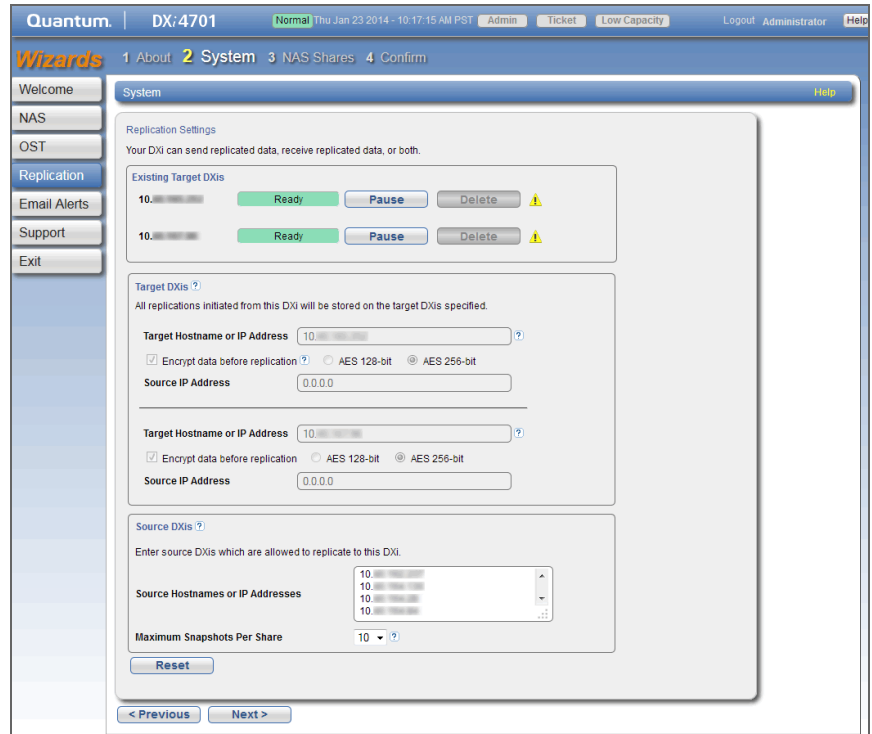 Quantum. DXi4701 Normal Thu Jan 23 2014 - 10:17:15 AM PST Admin Ticket Low Capacity Logout Administrator Help
Wizards 1 About 2 System 3 NAS Shares 4 Confirm
Welcome
NAS
OST
Replication
Email Alerts
Support
Exit
System Help
Replication Settings
Your DXi can send replicated data, receive replicated data, or both.
Existing Target DXis
10. Ready Pause Delete
10. Ready Pause Delete
Target DXis ?
All replications initiated from this DXi will be stored on the target DXis specified.
Target Hostname or IP Address 10. ?
Encrypt data before replication ? AES 128-bit AES 256-bit
Source IP Address 0.0.0.0
Target Hostname or IP Address 10. ?
Encrypt data before replication AES 128-bit AES 256-bit
Source IP Address 0.0.0.0
Source DXis ?
Enter source DXis which are allowed to replicate to this DXi.
Source Hostnames or IP Addresses
10.
10.
10.
10.
Maximum Snapshots Per Share 10 ?
Reset
< Previous Next >